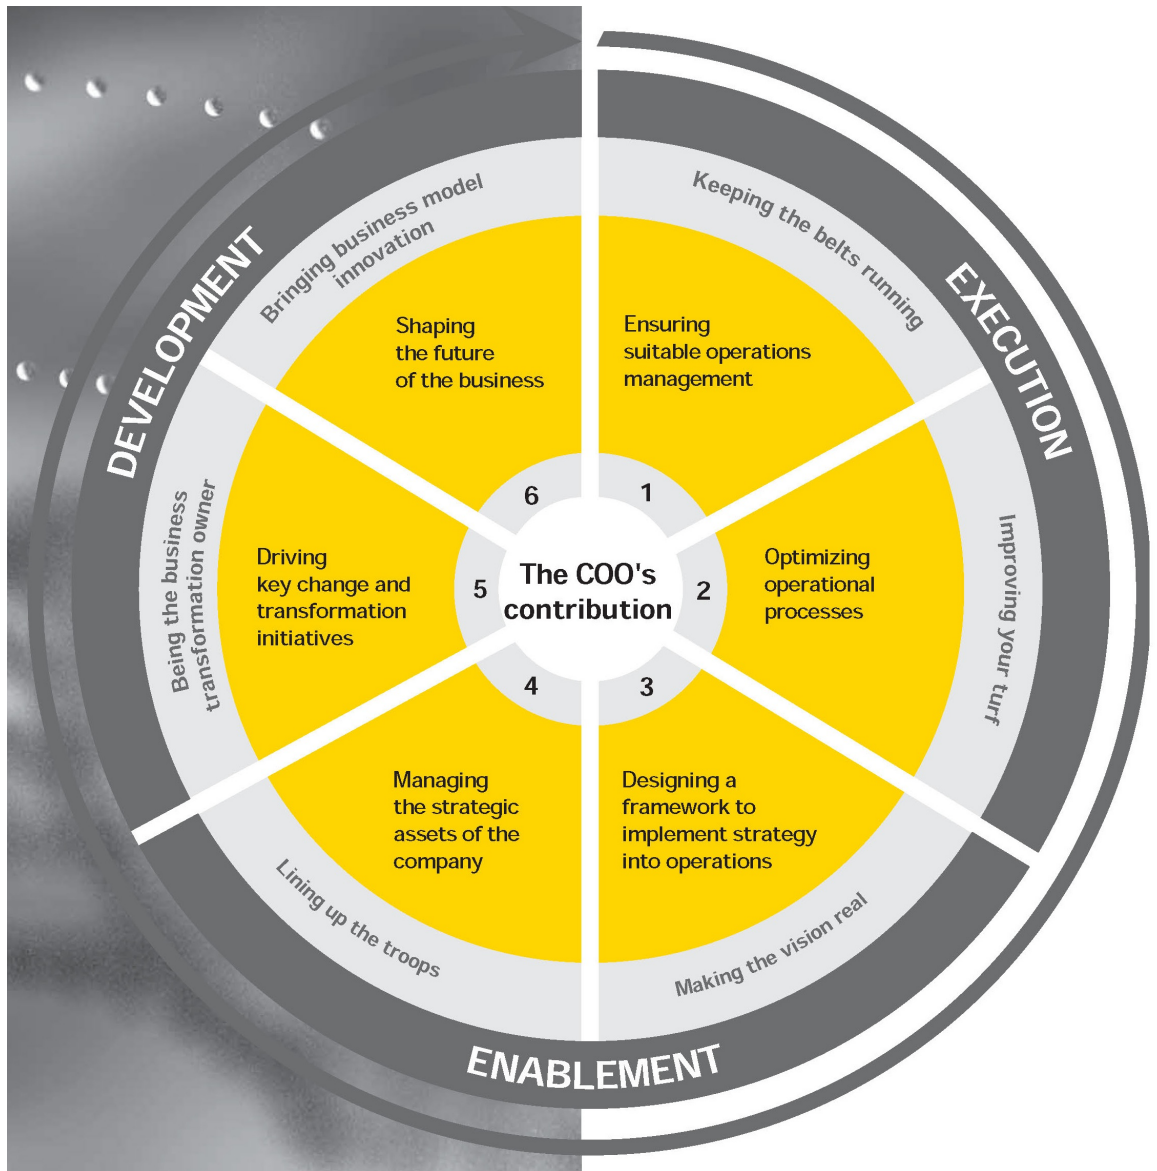 The COO's
contribution
EXECUTION
1
Keeping the belts running
Ensuring
suitable operations
management
2
Improving your turf
Optimizing
operational
processes
ENABLEMENT
3
Making the vision real
Designing a
framework to
implement strategy
into operations
4
Lining up the troops
Managing
the strategic
assets of the
company
DEVELOPMENT
5
Being the business
transformation owner
Driving
key change and
transformation
initiatives
6
Bringing business model
innovation
Shaping
the future
of the business